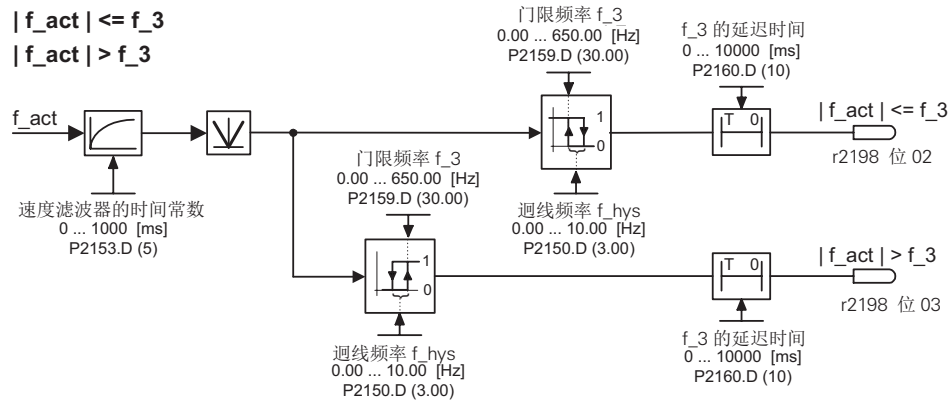 | f_act | <= f_3
| f_act | > f_3
门限频率 f_3
0.00 ... 650.00 [Hz]
P2159.D (30.00)
f_3 的延迟时间
0 ... 10000 [ms]
P2160.D (10)
f_act
1
0
T 0
| f_act | <= f_3
r2198 位 02
速度滤波器的时间常数
0 ... 1000 [ms]
P2153.D (5)
门限频率 f_3
0.00 ... 650.00 [Hz]
P2159.D (30.00)
迥线频率 f_hys
0.00 ... 10.00 [Hz]
P2150.D (3.00)
1
0
T 0
| f_act | > f_3
r2198 位 03
迥线频率 f_hys
0.00 ... 10.00 [Hz]
P2150.D (3.00)
f_3 的延迟时间
0 ... 10000 [ms]
P2160.D (10)